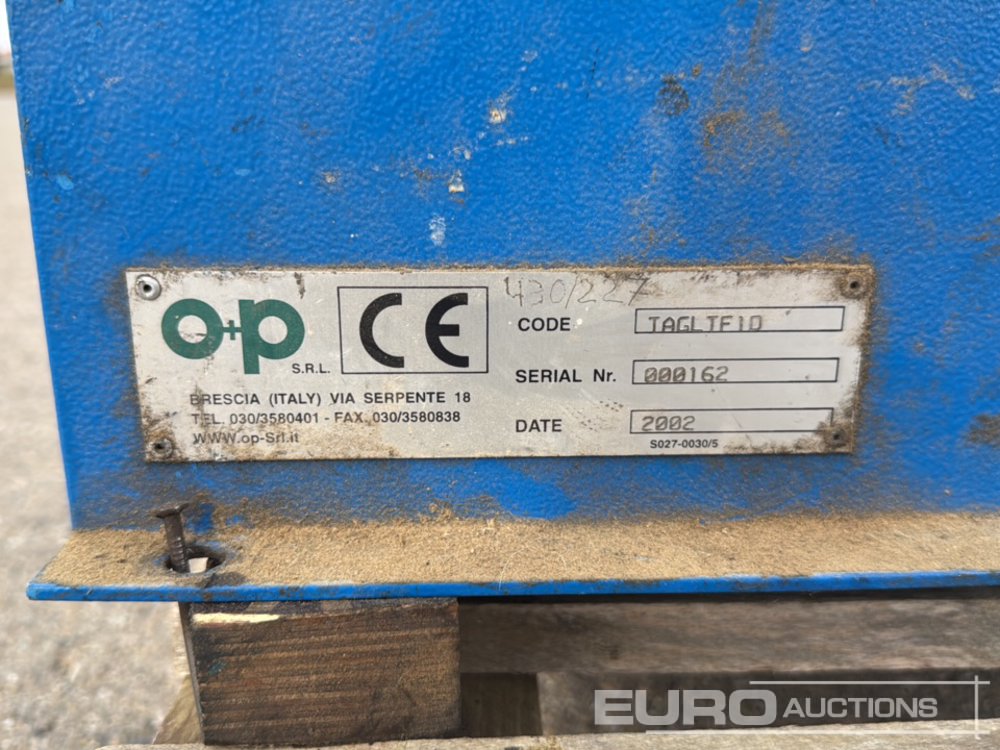 430/227
o+p S.R.L.
CE
BRESCIA (ITALY) VIA SERPENTE 18
TEL. 030/3580401 - FAX. 030/3580838
WWW.op-Srl.it
CODE TAGLTF10
SERIAL Nr. 000162
DATE 2002
S027-0030/5
EURO AUCTIONS